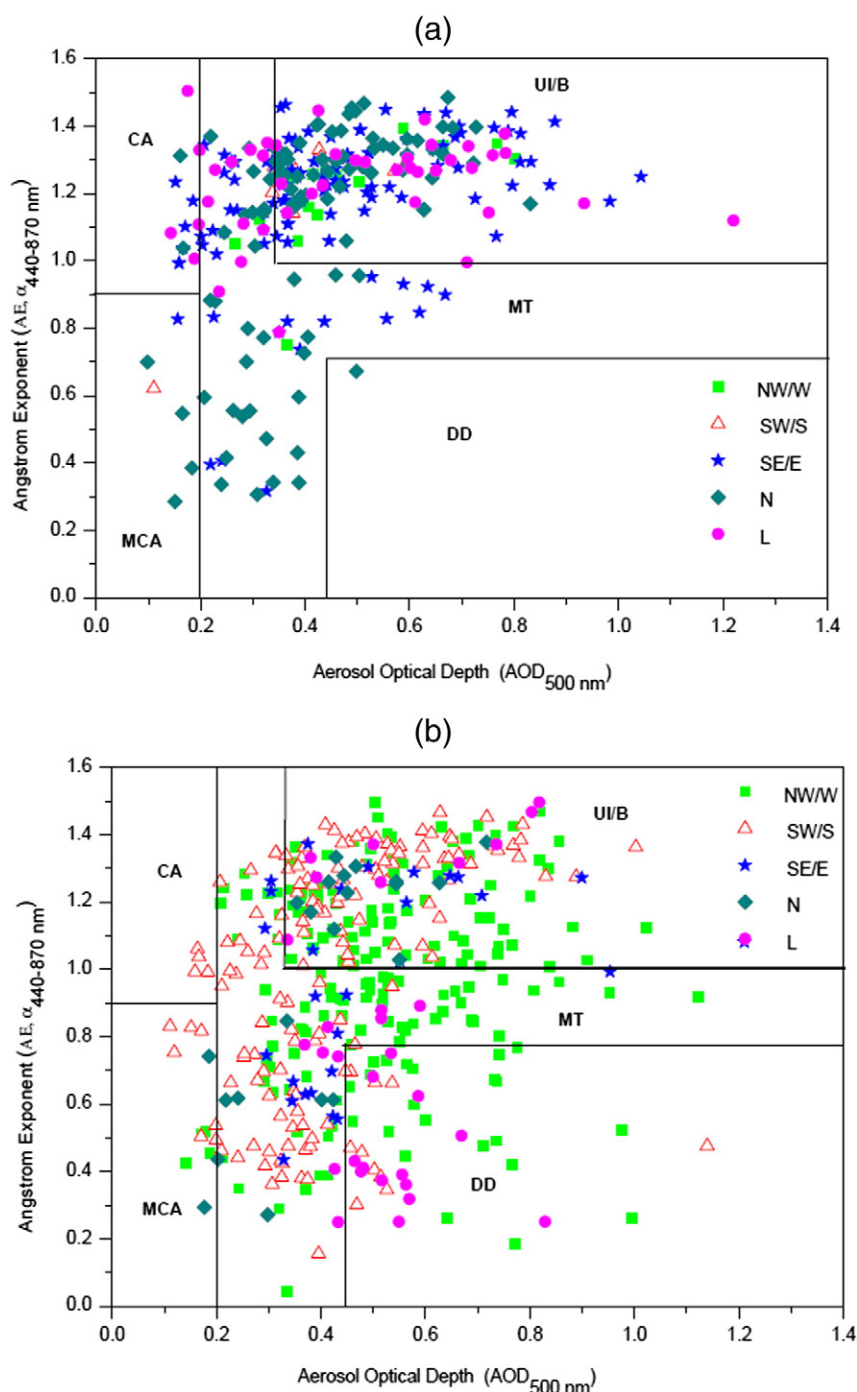 (a)
1.6
1.4
1.2
1.0
0.8
0.6
0.4
0.2
0.0
Angstrom Exponent (AE, α440-870 nm)
CA
UI/B
MT
DD
MCA
NW/W
SW/S
SE/E
N
L
0.0 0.2 0.4 0.6 0.8 1.0 1.2 1.4
Aerosol Optical Depth (AOD500 nm)
(b)
1.6
1.4
1.2
1.0
0.8
0.6
0.4
0.2
0.0
Angstrom Exponent (AE, α440-870 nm)
CA
UI/B
NW/W
SW/S
SE/E
N
L
MT
DD
MCA
0.0 0.2 0.4 0.6 0.8 1.0 1.2 1.4
Aerosol Optical Depth (AOD500 nm)